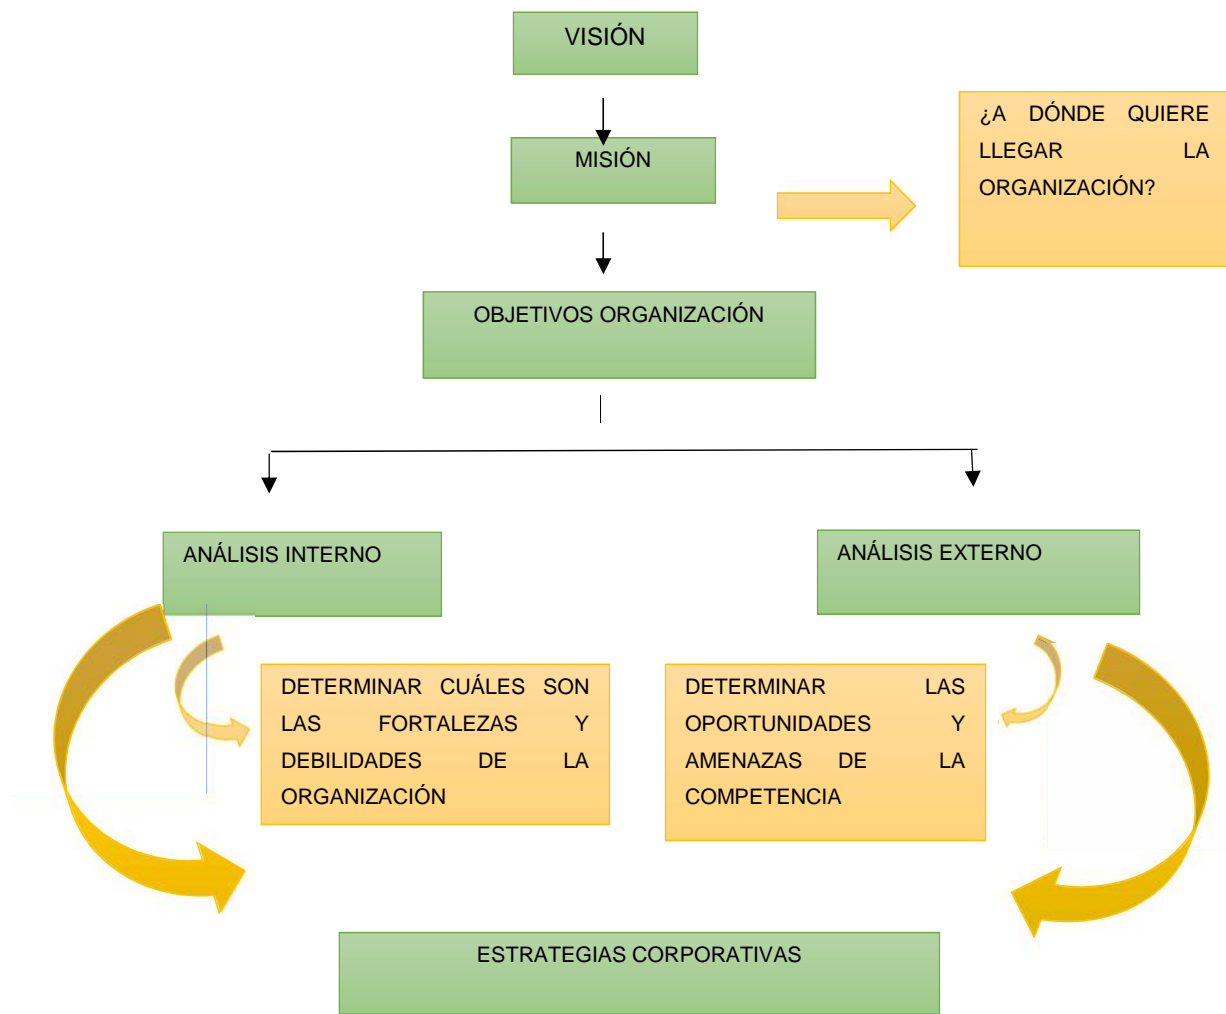 VISIÓN
MISIÓN
¿A DÓNDE QUIERE
LLEGAR LA
ORGANIZACIÓN?
OBJETIVOS ORGANIZACIÓN
ANÁLISIS INTERNO
ANÁLISIS EXTERNO
DETERMINAR CUÁLES SON
LAS FORTALEZAS Y
DEBILIDADES DE LA
ORGANIZACIÓN
DETERMINAR LAS
OPORTUNIDADES Y
AMENAZAS DE LA
COMPETENCIA
ESTRATEGIAS CORPORATIVAS